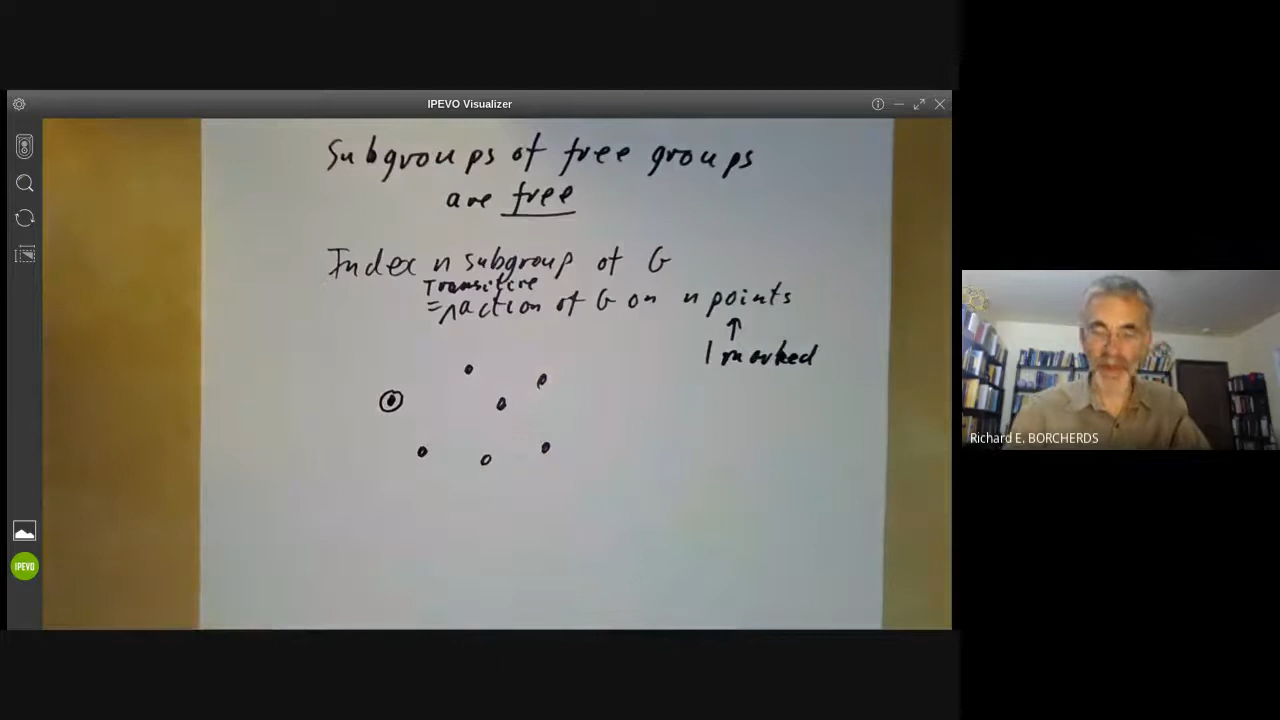 IPEVO Visualizer
Subgroups of free groups
are free
Index n subgroup of G
Transitive
= action of G on n points
1 marked
Richard E. BORCHERDS
IPEVO